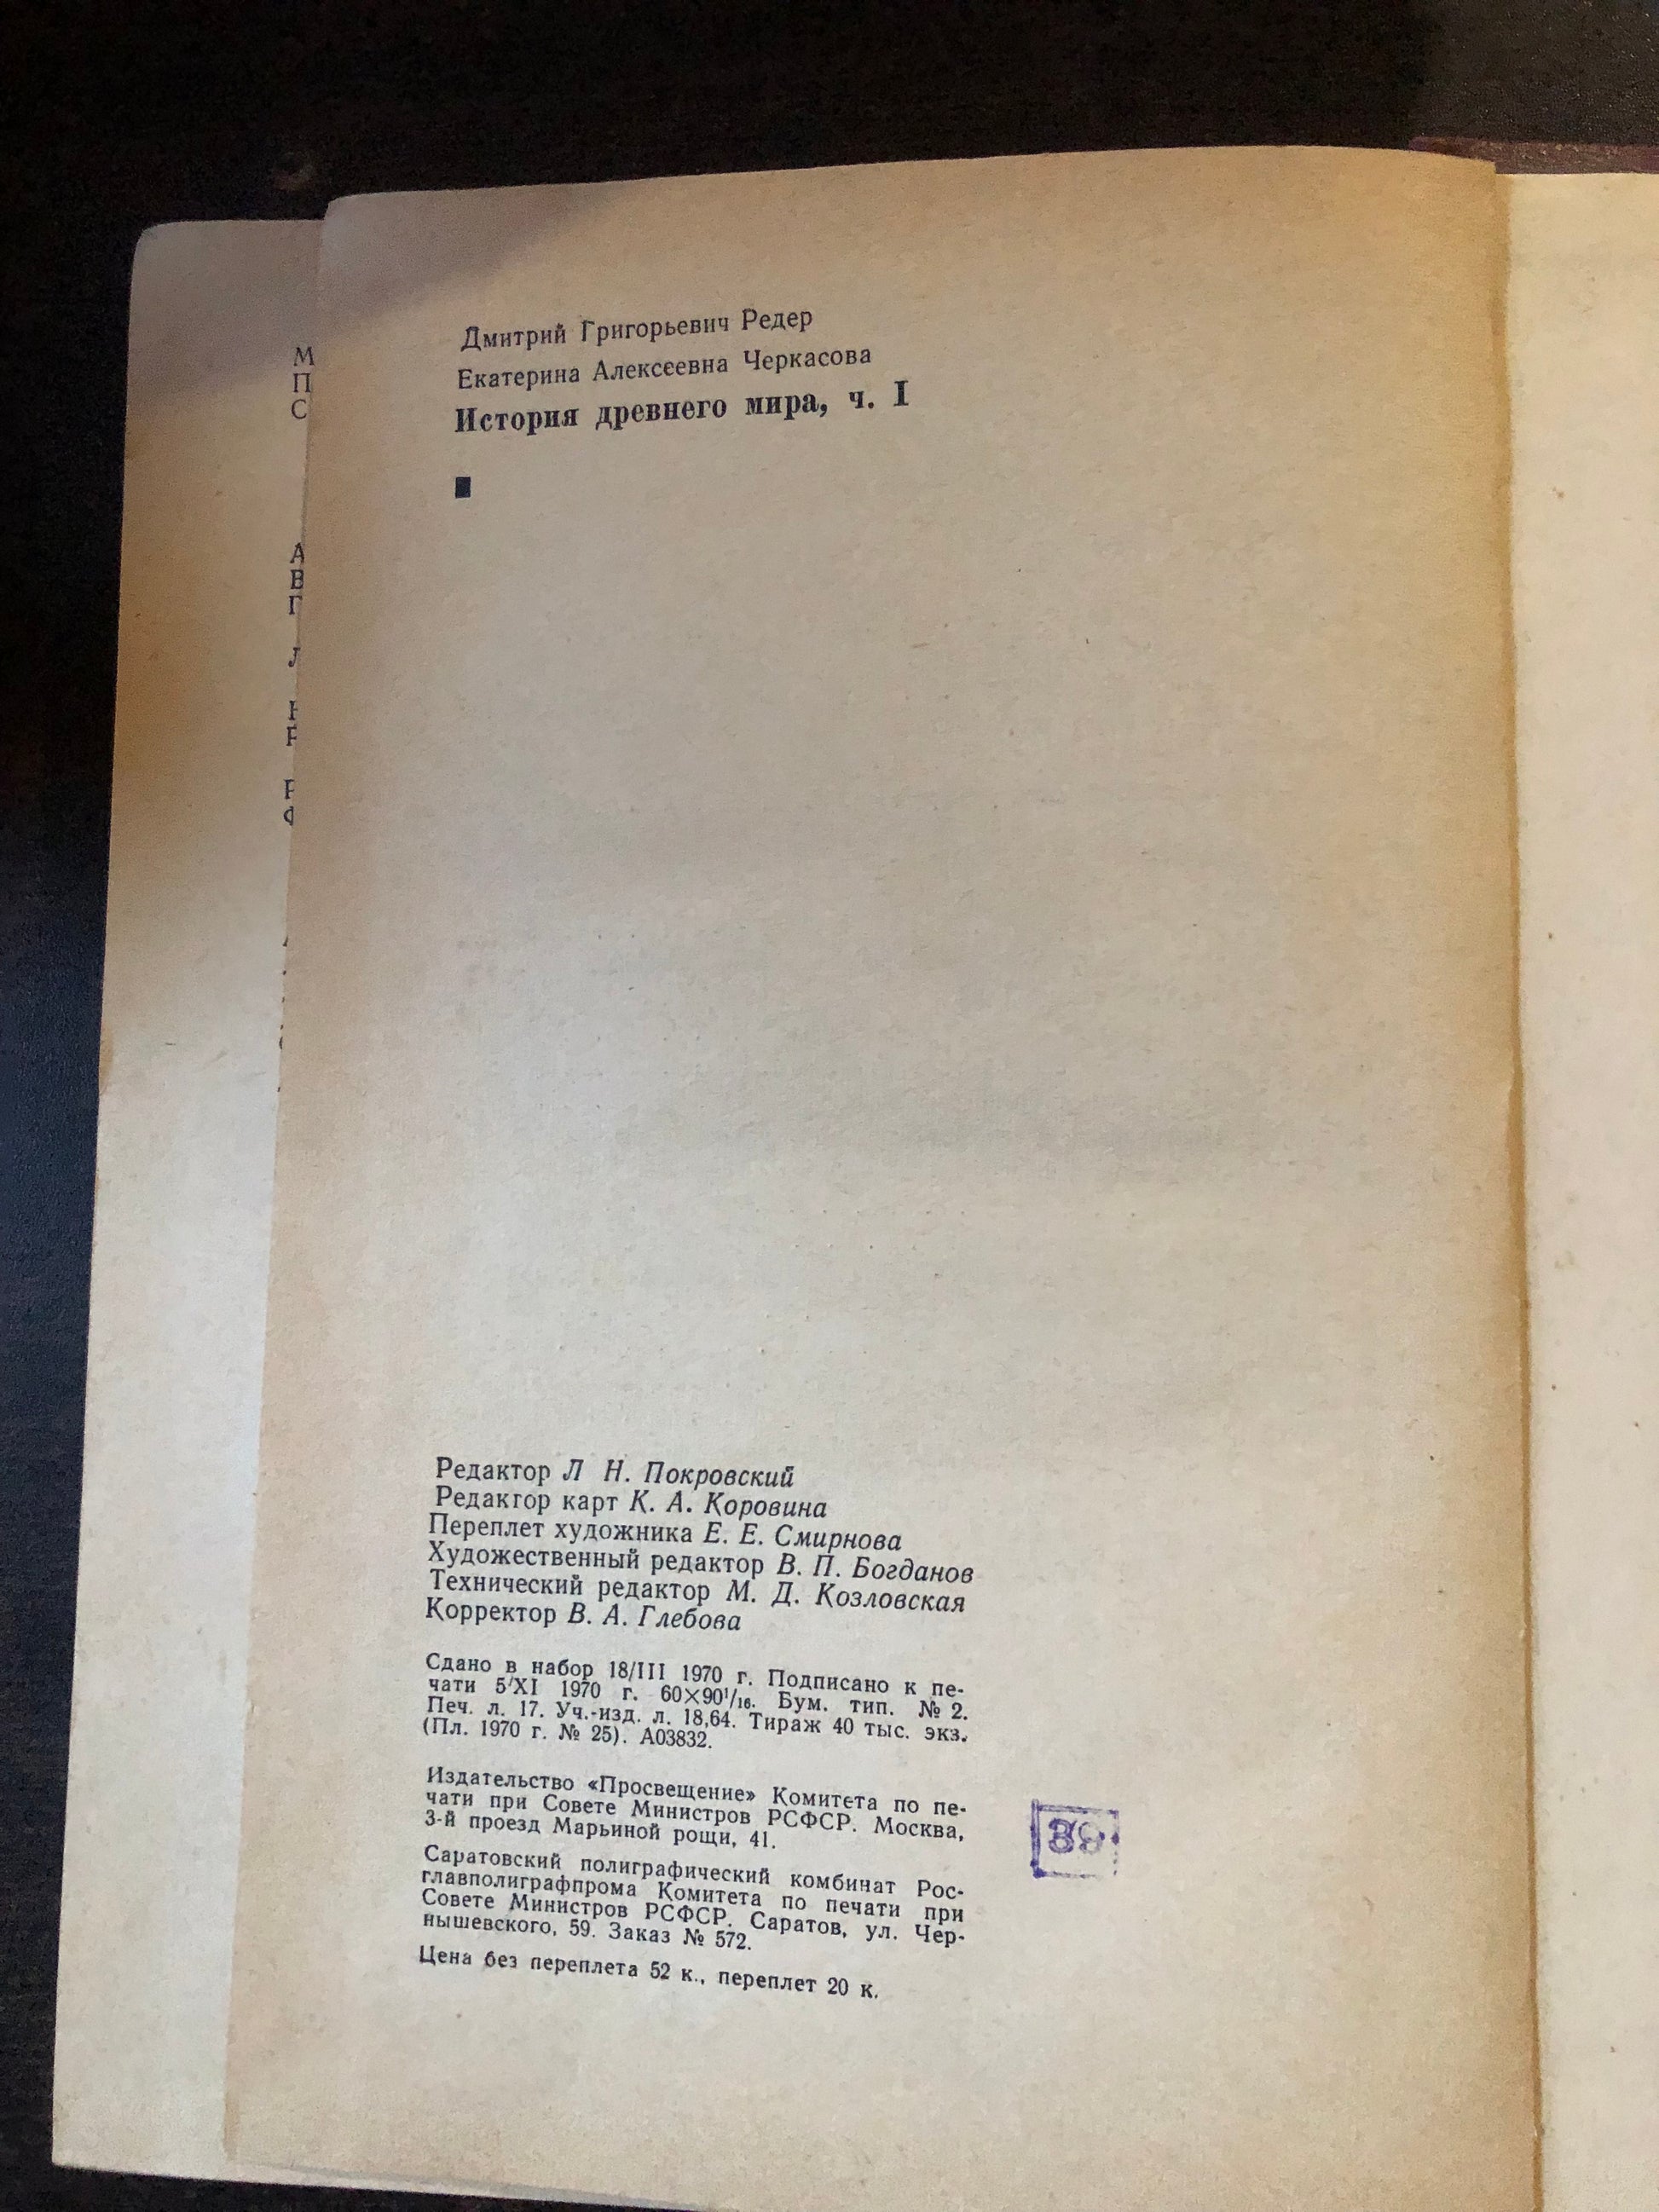 М
П
С
А
В
Г
Л
Дмитрий Григорьевич Редер
Екатерина Алексеевна Черкасова
История древнего мира, ч. I
Редактор Л Н. Покровский
Редактор карт К. А. Коровина
Переплет художника Е. Е. Смирнова
Художественный редактор В. П. Богданов
Технический редактор М. Д. Козловская
Корректор В. А. Глебова
Сдано в набор 18/III 1970 г. Подписано к пе-
чати 5/XI 1970 г. 60×90¹/₁₆. Бум. тип. № 2.
Печ. л. 17. Уч.-изд. л. 18,64. Тираж 40 тыс. экз.
(Пл. 1970 г. № 25). А03832.
Издательство «Просвещение» Комитета по пе-
чати при Совете Министров РСФСР. Москва,
3-й проезд Марьиной рощи, 41.
Саратовский полиграфический комбинат Рос-
главполиграфпрома Комитета по печати при
Совете Министров РСФСР. Саратов, ул. Чер-
нышевского, 59. Заказ № 572.
Цена без переплета 52 к., переплет 20 к.